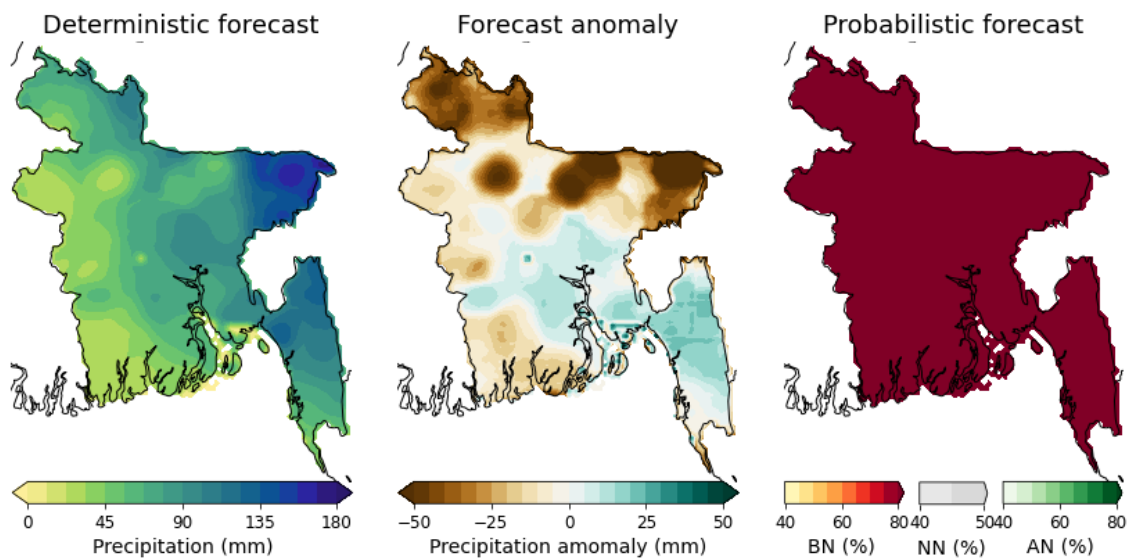 Deterministic forecast
Forecast anomaly
Probabilistic forecast
0 45 90 135 180
Precipitation (mm)
−50 −25 0 25 50
Precipitation amomaly (mm)
40 60 80
BN (%)
40 50
NN (%)
40 60 80
AN (%)